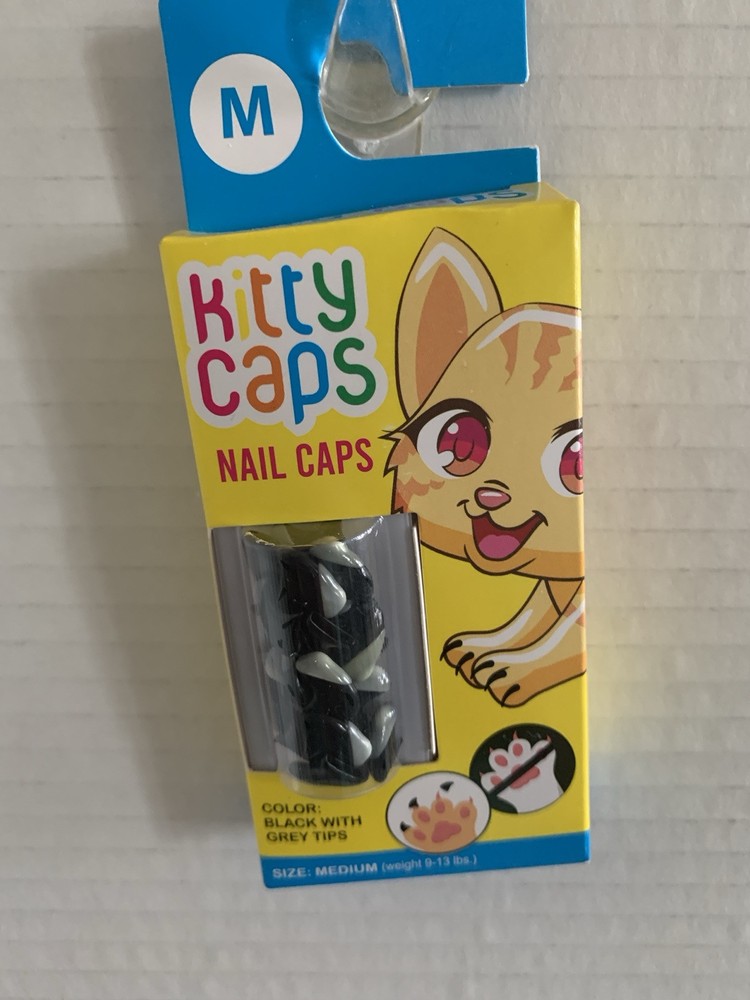 M
kitty
caps
NAIL CAPS
COLOR:
BLACK WITH
GREY TIPS
SIZE: MEDIUM (weight 9-13 lbs.)